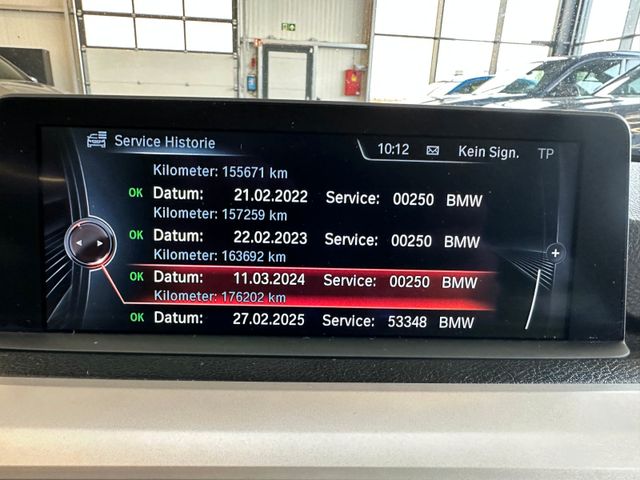 Service Historie 10:12 Kein Sign. TP
Kilometer: 155671 km
OK Datum: 21.02.2022 Service: 00250 BMW
Kilometer: 157259 km
OK Datum: 22.02.2023 Service: 00250 BMW
Kilometer: 163692 km
OK Datum: 11.03.2024 Service: 00250 BMW
Kilometer: 176202 km
OK Datum: 27.02.2025 Service: 53348 BMW